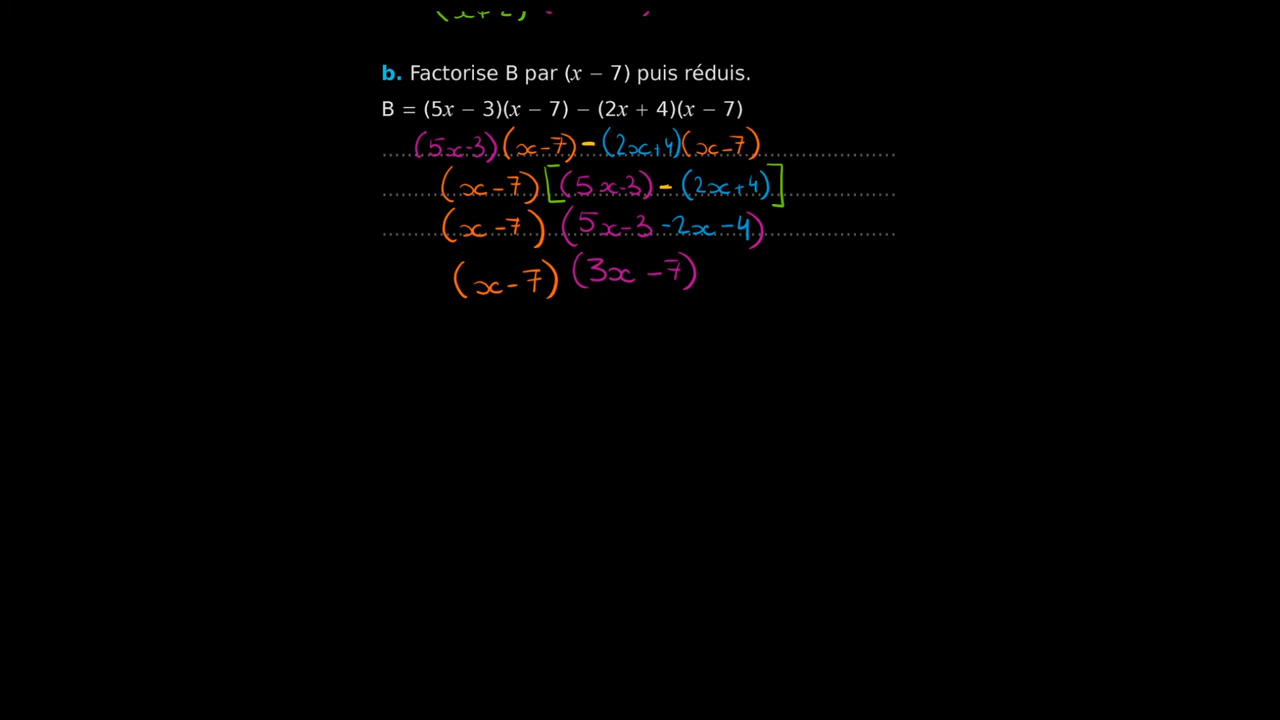 (x+2)
b. Factorise B par (x − 7) puis réduis.
B = (5x − 3)(x − 7) − (2x + 4)(x − 7)
(5x-3)(x-7)-(2x+4)(x-7)
(x-7)[(5x-3)-(2x+4)]
(x-7)(5x-3-2x-4)
(x-7)(3x-7)